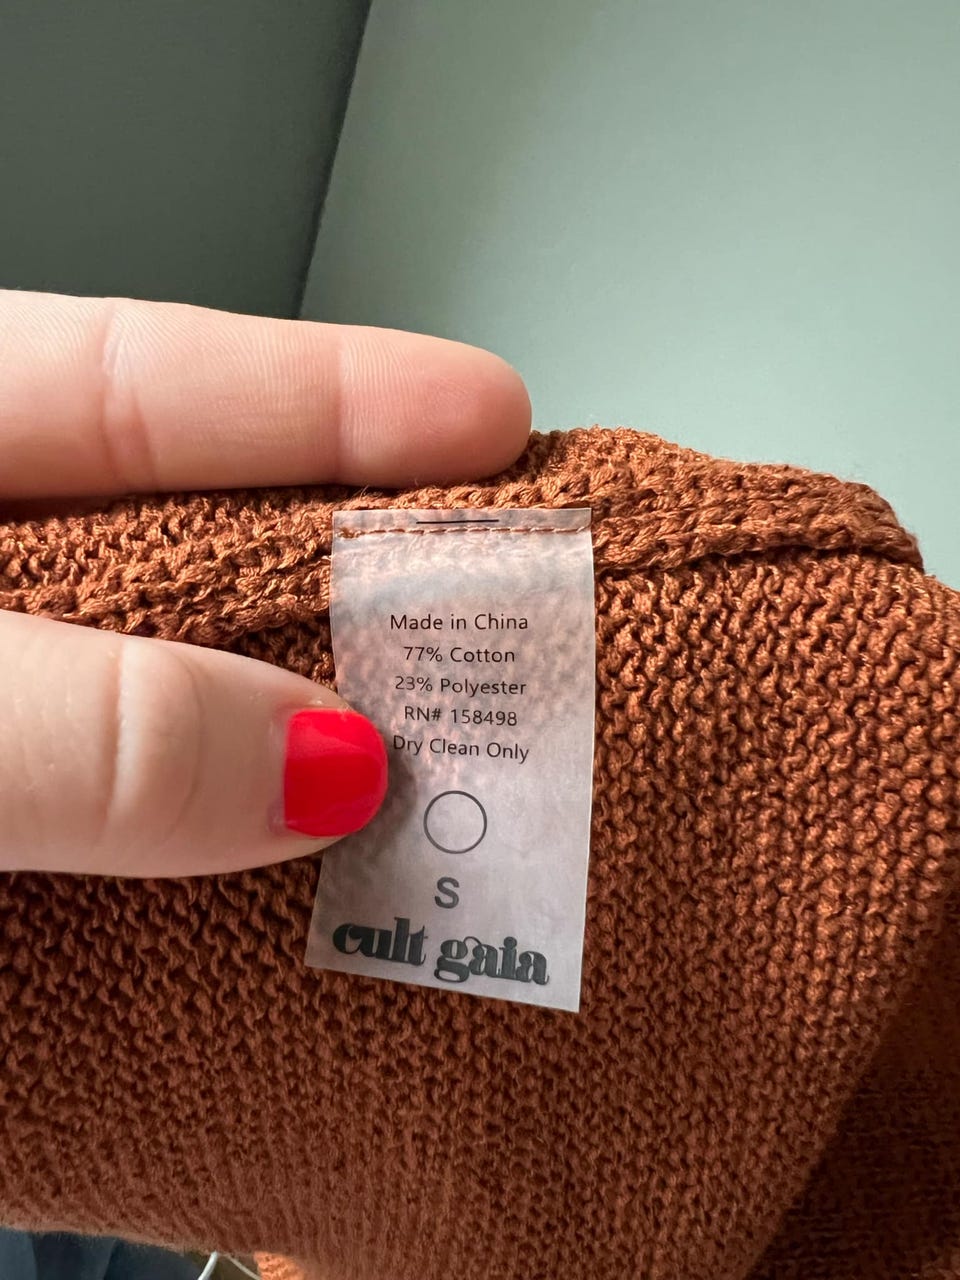 Made in China
77% Cotton
23% Polyester
RN# 158498
Dry Clean Only
S
cult gaia